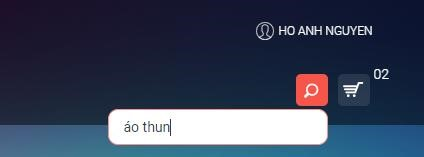 HO ANH NGUYEN
02
áo thun